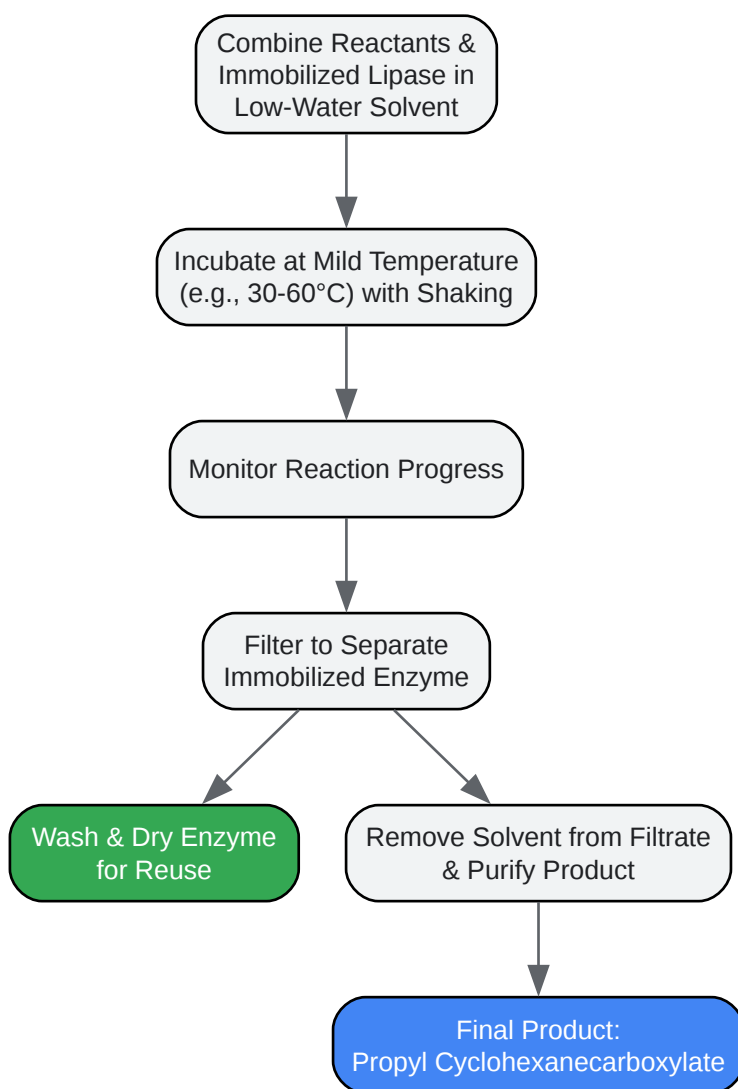 Combine Reactants &
Immobilized Lipase in
Low-Water Solvent
Incubate at Mild Temperature
(e.g., 30-60°C) with Shaking
Monitor Reaction Progress
Filter to Separate
Immobilized Enzyme
Wash & Dry Enzyme
for Reuse
Remove Solvent from Filtrate
& Purify Product
Final Product:
Propyl Cyclohexanecarboxylate